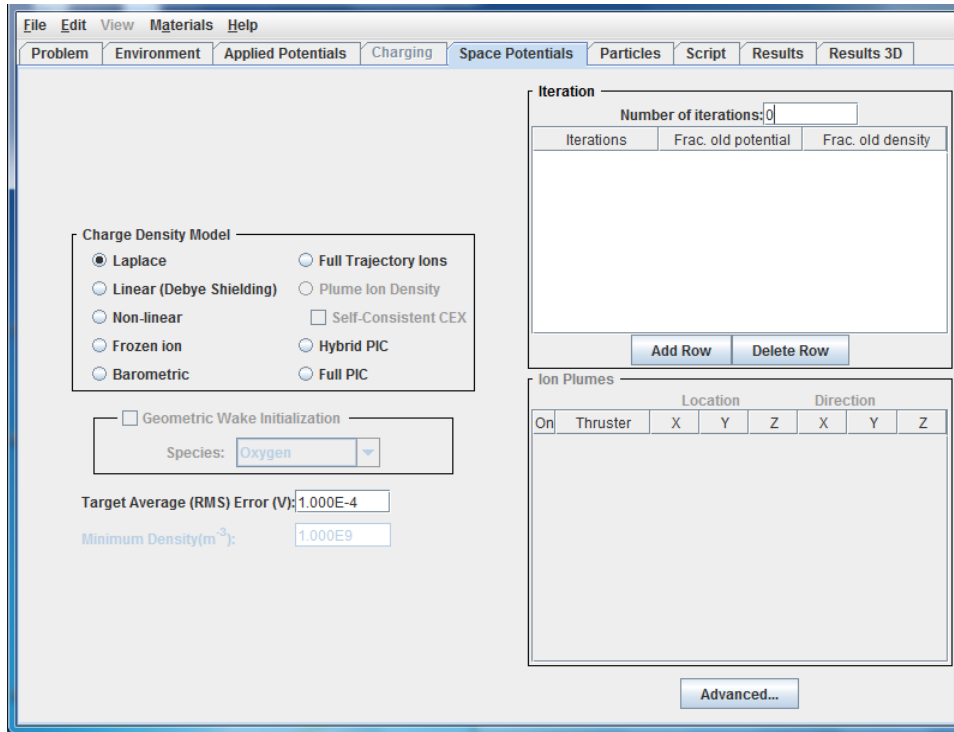 File Edit View Materials Help
Problem Environment Applied Potentials Charging Space Potentials Particles Script Results Results 3D
Charge Density Model
Laplace Full Trajectory Ions
Linear (Debye Shielding) Plume Ion Density
Non-linear Self-Consistent CEX
Frozen ion Hybrid PIC
Barometric Full PIC
Geometric Wake Initialization
Species: Oxygen
Target Average (RMS) Error (V): 1.000E-4
Minimum Density(m⁻³): 1.000E9
Iteration
Number of iterations: 0
Iterations Frac. old potential Frac. old density
Add Row Delete Row
Ion Plumes
Location Direction
On Thruster X Y Z X Y Z
Advanced...